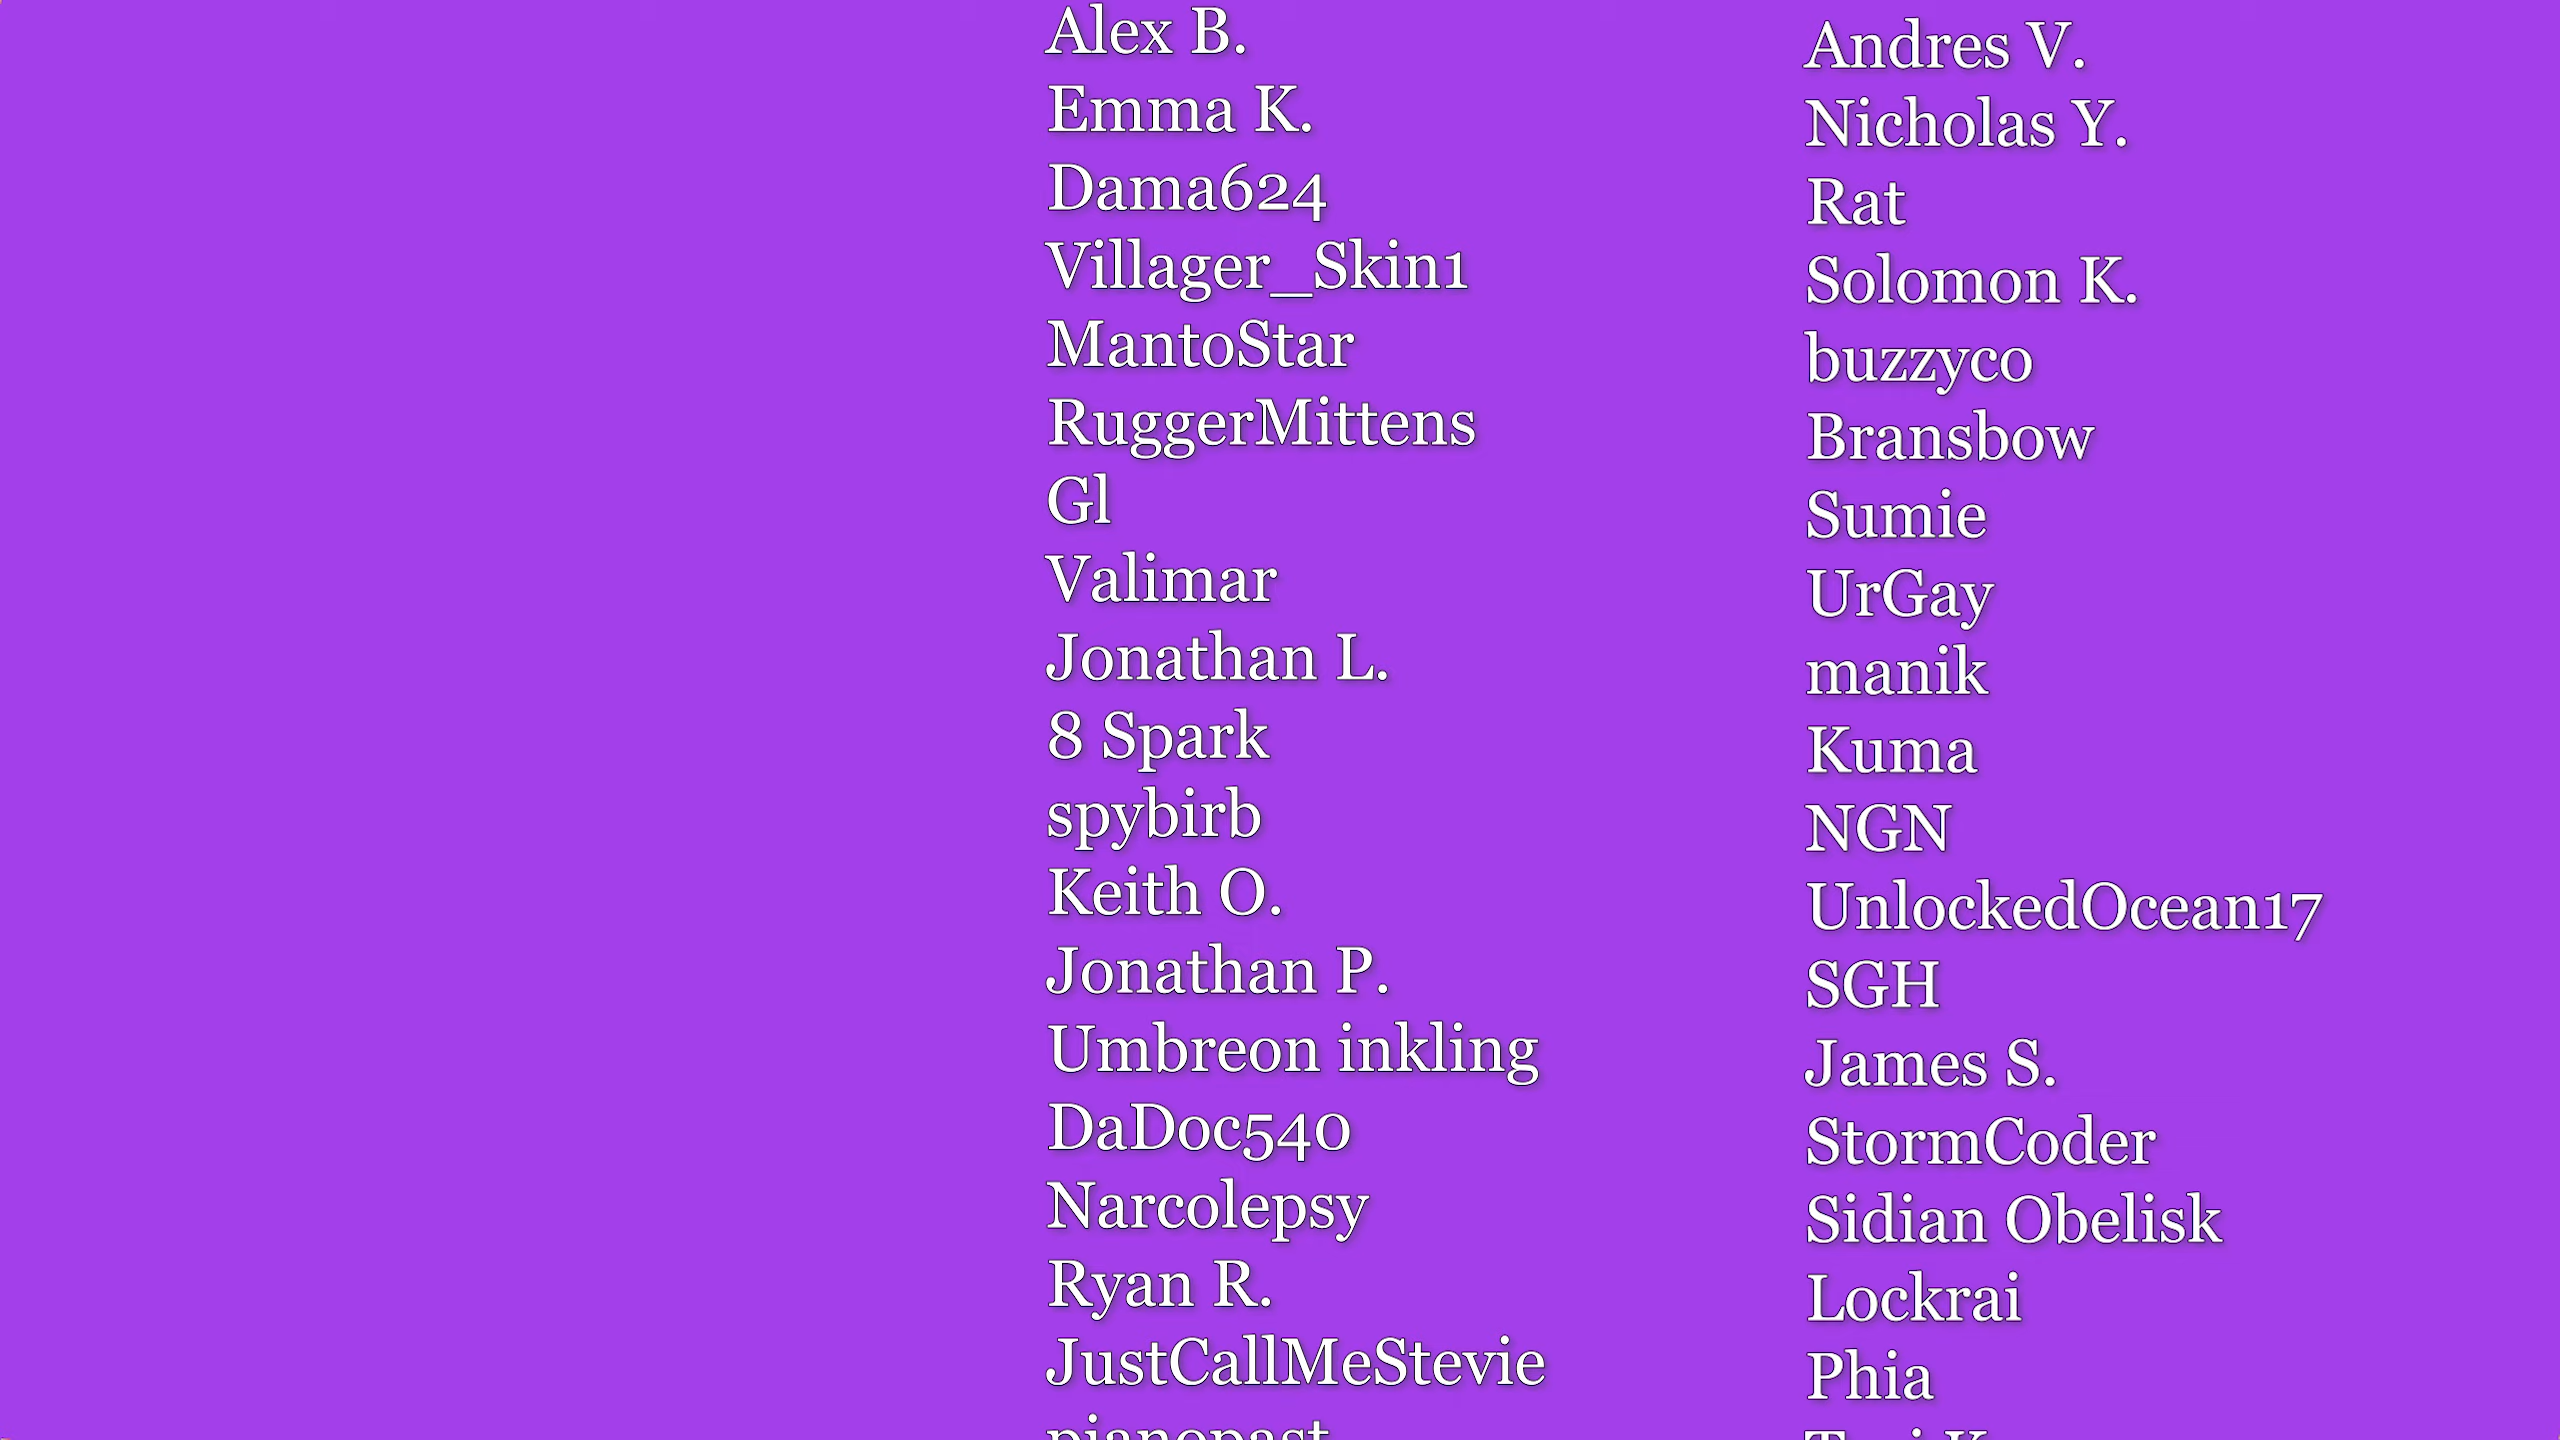 Alex B.
Emma K.
Dama624
Villager_Skin1
MantoStar
RuggerMittens
Gl
Valimar
Jonathan L.
8 Spark
spybirb
Keith O.
Jonathan P.
Umbreon inkling
DaDoc540
Narcolepsy
Ryan R.
JustCallMeStevie
Andres V.
Nicholas Y.
Rat
Solomon K.
buzzyco
Bransbow
Sumie
UrGay
manik
Kuma
NGN
UnlockedOcean17
SGH
James S.
StormCoder
Sidian Obelisk
Lockrai
Phia